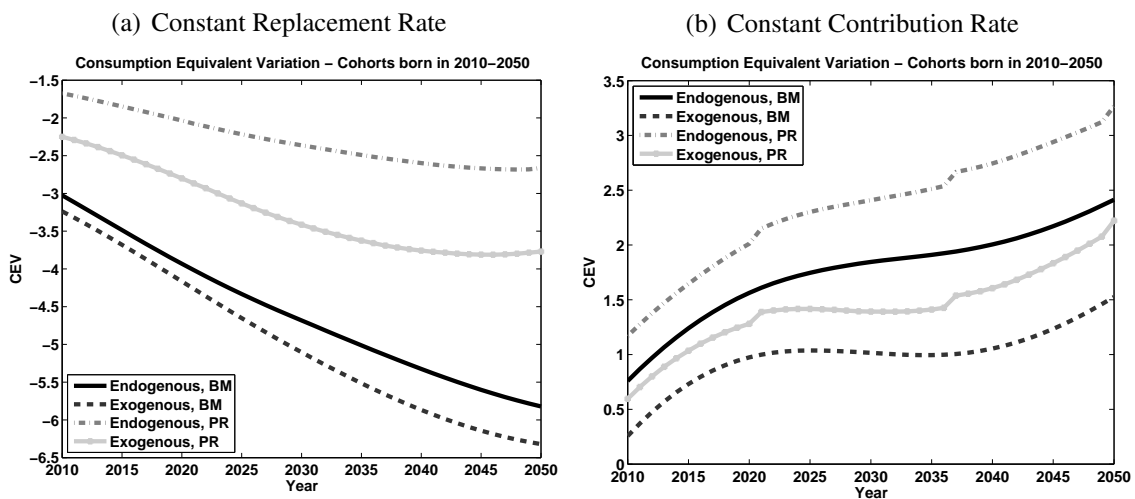 (a) Constant Replacement Rate
Consumption Equivalent Variation – Cohorts born in 2010–2050
CEV
−1.5
−2
−2.5
−3
−3.5
−4
−4.5
−5
−5.5
−6
−6.5
Endogenous, BM
Exogenous, BM
Endogenous, PR
Exogenous, PR
2010 2015 2020 2025 2030 2035 2040 2045 2050
Year
(b) Constant Contribution Rate
Consumption Equivalent Variation – Cohorts born in 2010–2050
CEV
3.5
3
2.5
2
1.5
1
0.5
0
Endogenous, BM
Exogenous, BM
Endogenous, PR
Exogenous, PR
2010 2015 2020 2025 2030 2035 2040 2045 2050
Year